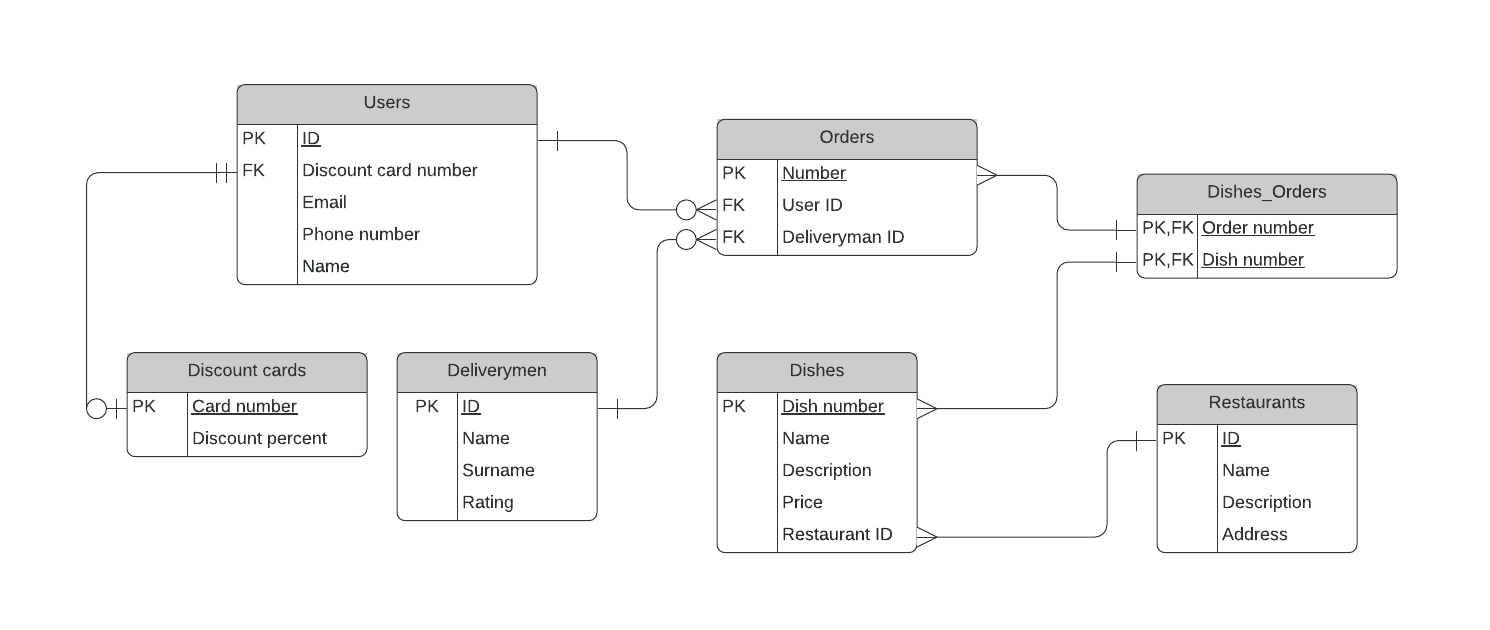 Users
PK ID
FK Discount card number
Email
Phone number
Name
Orders
PK Number
FK User ID
FK Deliveryman ID
Dishes_Orders
PK,FK Order number
PK,FK Dish number
Discount cards
PK Card number
Discount percent
Deliverymen
PK ID
Name
Surname
Rating
Dishes
PK Dish number
Name
Description
Price
Restaurant ID
Restaurants
PK ID
Name
Description
Address